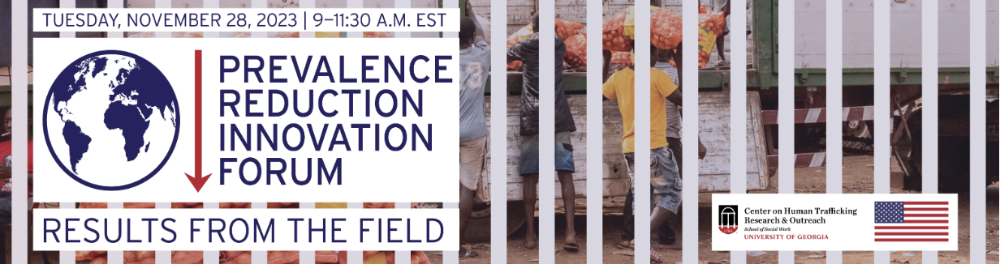 TUESDAY, NOVEMBER 28, 2023 | 9–11:30 A.M. EST
PREVALENCE
REDUCTION
INNOVATION
FORUM
RESULTS FROM THE FIELD
Center on Human Trafficking
Research & Outreach
School of Social Work
UNIVERSITY OF GEORGIA
1785